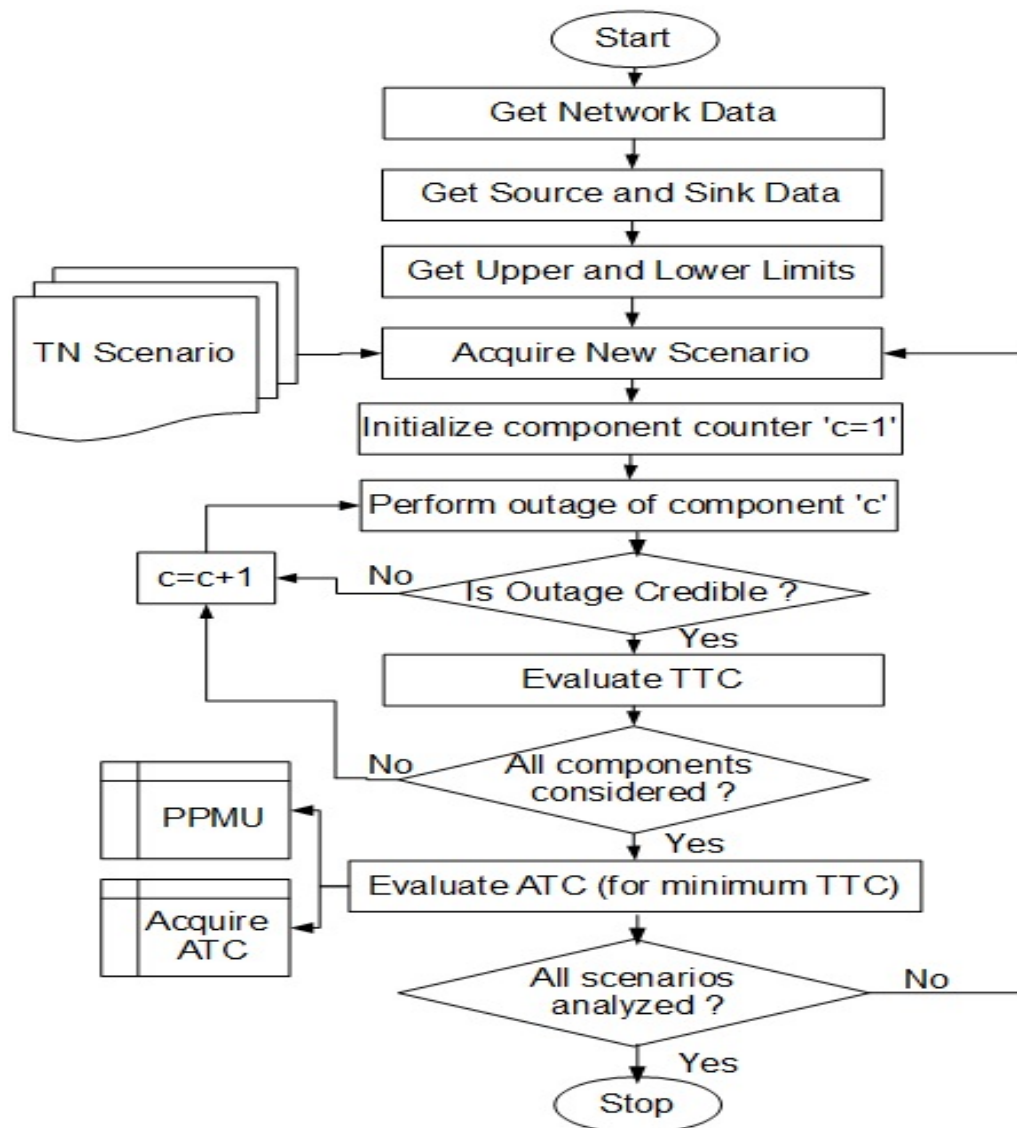 Start
Get Network Data
Get Source and Sink Data
Get Upper and Lower Limits
TN Scenario
Acquire New Scenario
Initialize component counter 'c=1'
Perform outage of component 'c'
c=c+1
No
Is Outage Credible ?
Yes
Evaluate TTC
No
All components
considered ?
Yes
PPMU
Evaluate ATC (for minimum TTC)
Acquire
ATC
All scenarios
analyzed ?
No
Yes
Stop